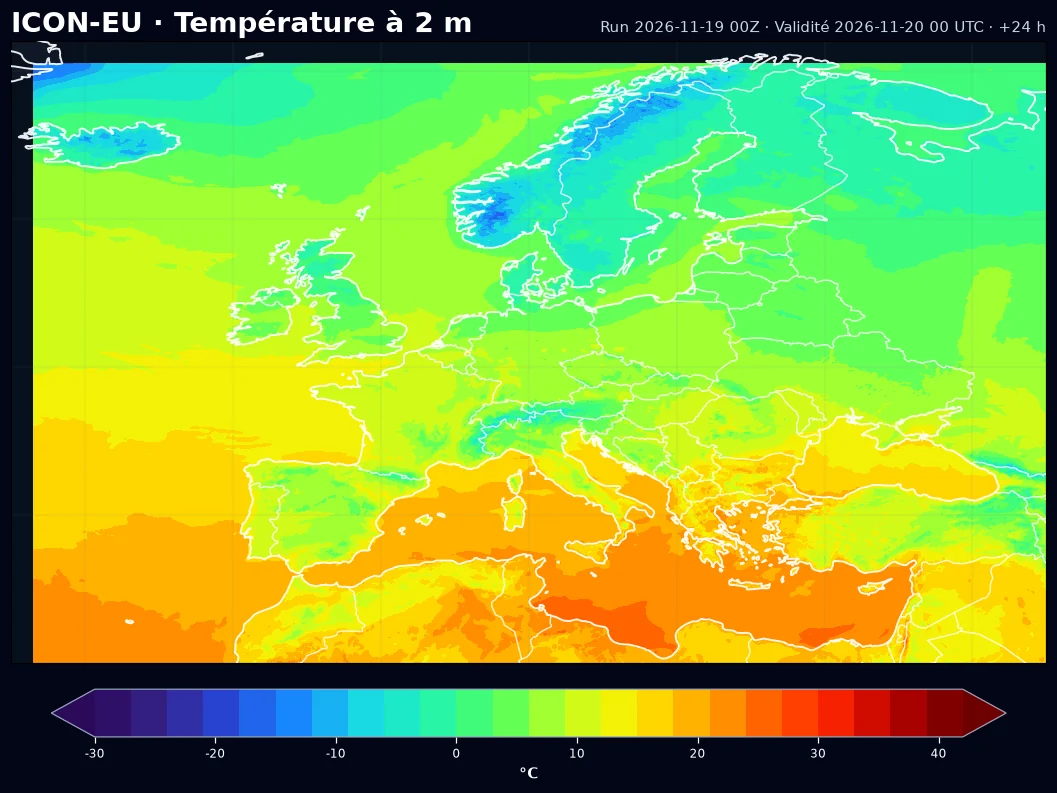 ICON-EU · Température à 2 m
Run 2026-11-19 00Z · Validité 2026-11-20 00 UTC · +24 h
-30 -20 -10 0 10 20 30 40
°C